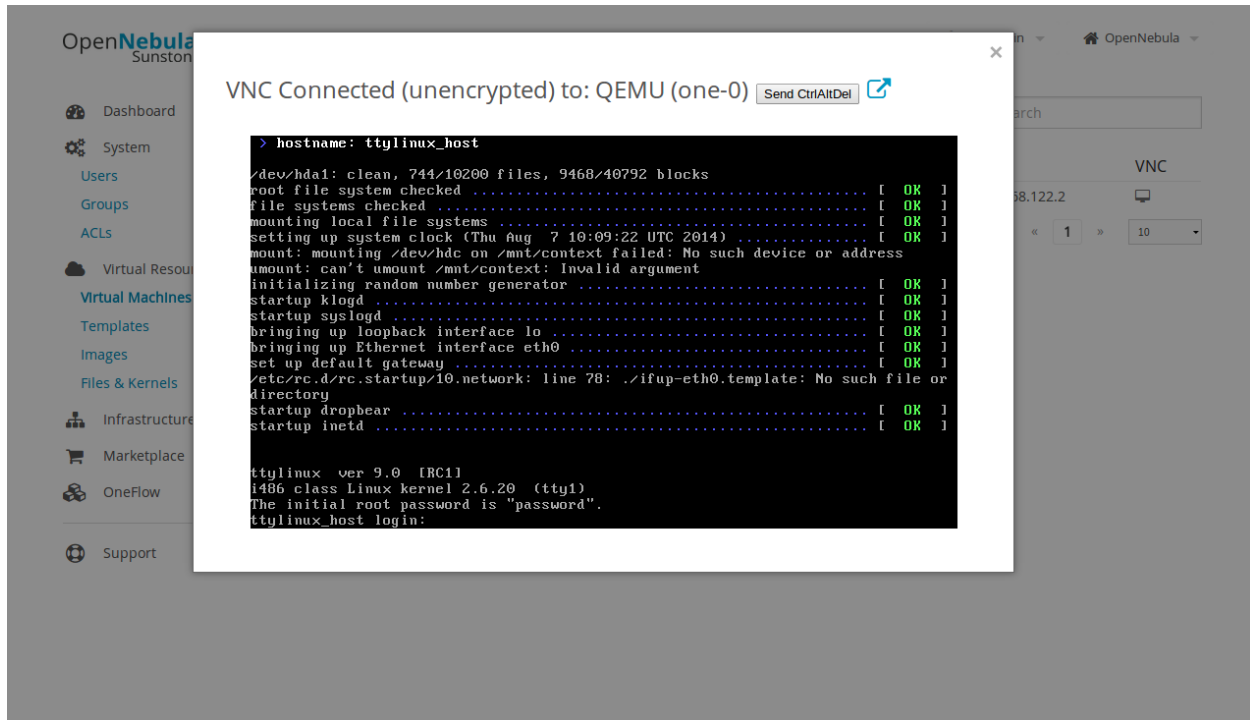 OpenNebula
Sunston
in
OpenNebula
×
VNC Connected (unencrypted) to: QEMU (one-0) Send CtrlAltDel
Dashboard
System
Users
Groups
ACLs
Virtual Resou
Virtual Machines
Templates
Images
Files & Kernels
Infrastructure
Marketplace
OneFlow
Support
arch
VNC
58.122.2
« 1 » 10
> hostname: ttylinux_host
/dev/hda1: clean, 744/10200 files, 9468/40792 blocks
root file system checked ............................................. [ OK ]
file systems checked .................................................. [ OK ]
mounting local file systems .......................................... [ OK ]
setting up system clock (Thu Aug  7 10:09:22 UTC 2014) ............... [ OK ]
mount: mounting /dev/hdc on /mnt/context failed: No such device or address
umount: can't umount /mnt/context: Invalid argument
initializing random number generator ................................. [ OK ]
startup klogd ........................................................ [ OK ]
startup syslogd ...................................................... [ OK ]
bringing up loopback interface lo .................................... [ OK ]
bringing up Ethernet interface eth0 .................................. [ OK ]
set up default gateway ............................................... [ OK ]
/etc/rc.d/rc.startup/10.network: line 78: ./ifup-eth0.template: No such file or
directory
startup dropbear ..................................................... [ OK ]
startup inetd ........................................................ [ OK ]
ttylinux ver 9.0 [RC1]
i486 class Linux kernel 2.6.20 (tty1)
The initial root password is "password".
ttylinux_host login: